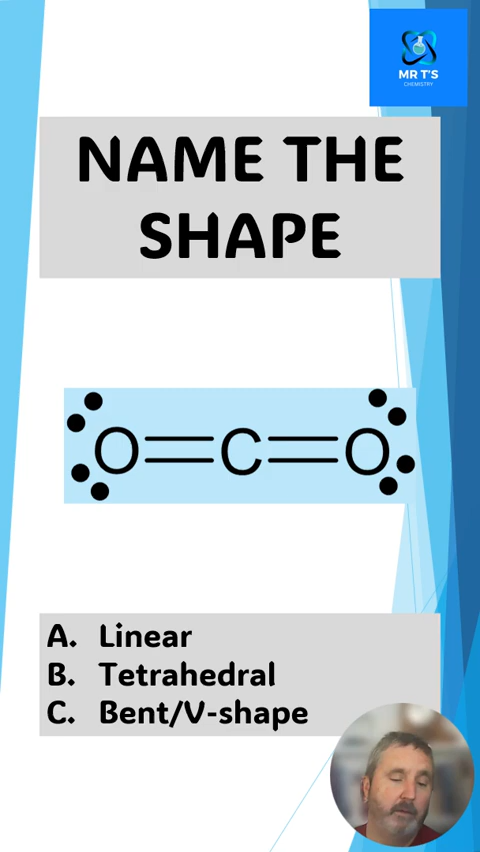 MR T'S
CHEMISTRY
NAME THE
SHAPE
O=C=O
A. Linear
B. Tetrahedral
C. Bent/V-shape